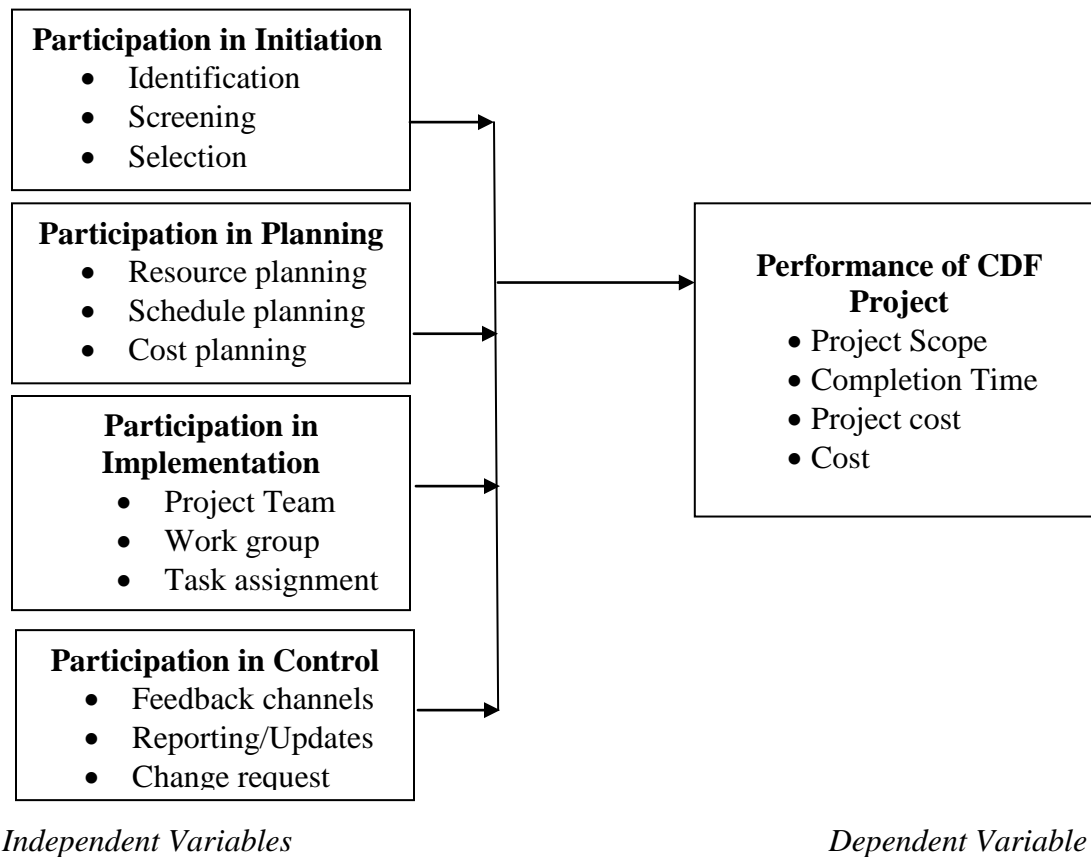 Participation in Initiation
• Identification
• Screening
• Selection
Participation in Planning
• Resource planning
• Schedule planning
• Cost planning
Participation in
Implementation
• Project Team
• Work group
• Task assignment
Participation in Control
• Feedback channels
• Reporting/Updates
• Change request
Performance of CDF
Project
• Project Scope
• Completion Time
• Project cost
• Cost
Independent Variables
Dependent Variable